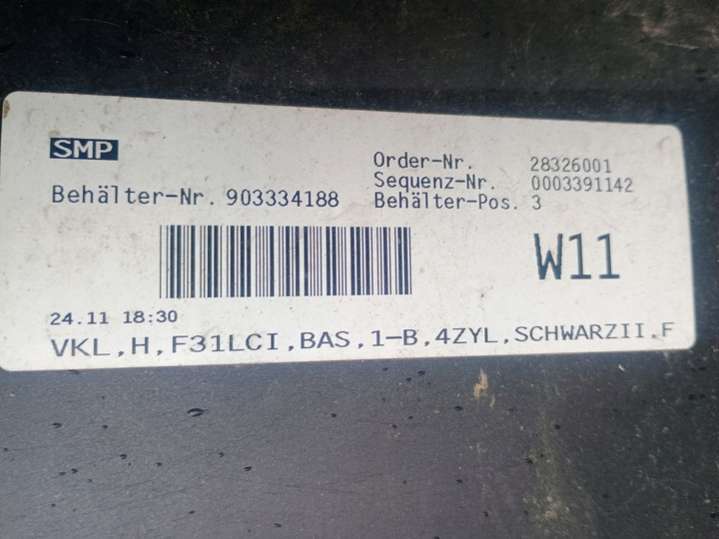 SMP
Order-Nr. 28326001
Sequenz-Nr. 0003391142
Behälter-Nr. 903334188
Behälter-Pos. 3
W11
24.11 18:30
VKL,H,F31LCI,BAS,1-B,4ZYL,SCHWARZII,F